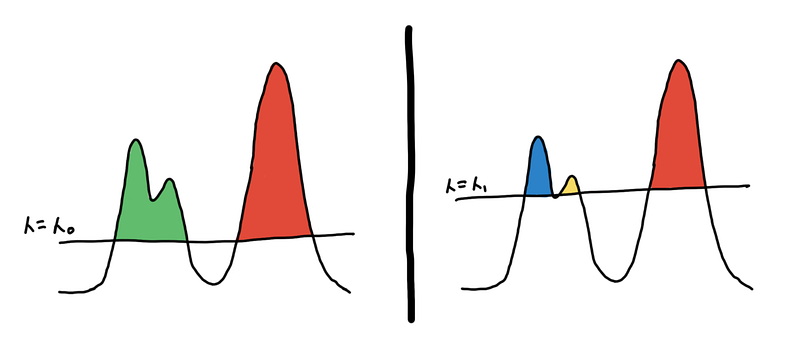 λ = λ₀
λ = λ₁